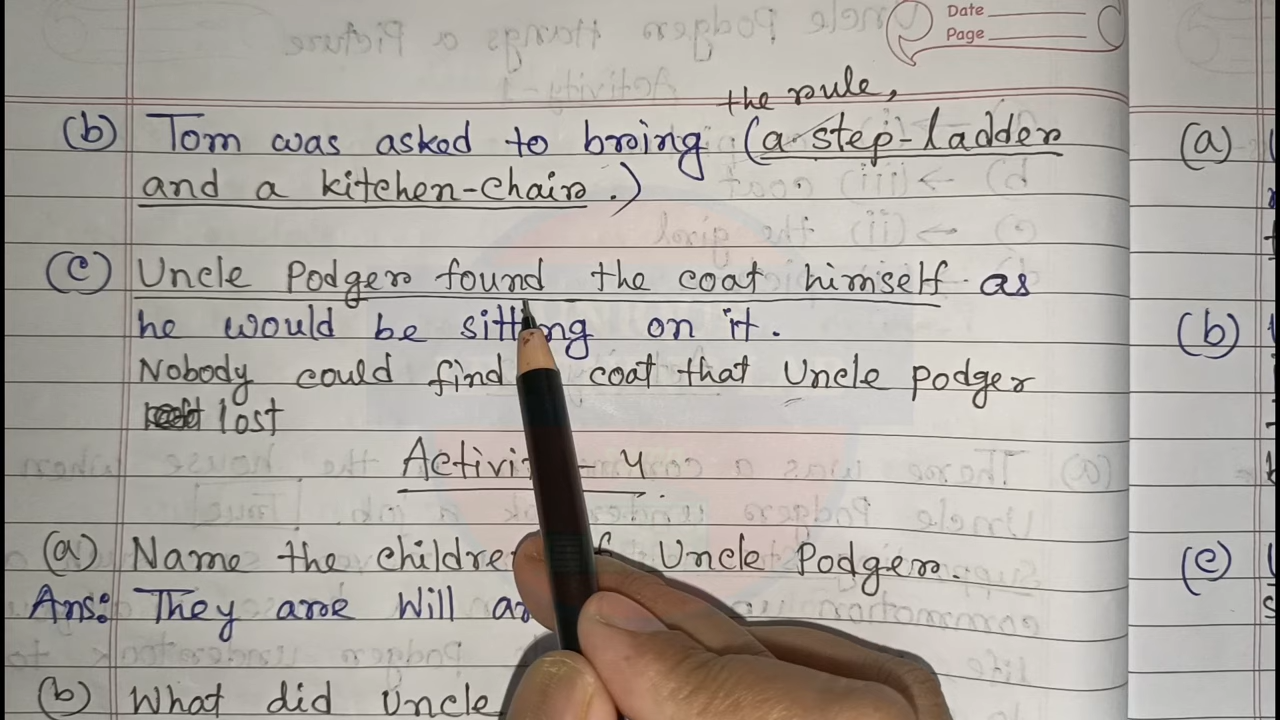 Date
Page
the rule,
(b) Tom was asked to bring (a step-ladder
and a kitchen-chair.)
(c) Uncle Podger found the coat himself as
he would be sitting on it.
Nobody could find coat that Uncle podger
lost
Activit - 4
(a) Name the childre Uncle Podger.
Ans: They are Will a
(b) What did Uncle
(a)
(b)
(c)